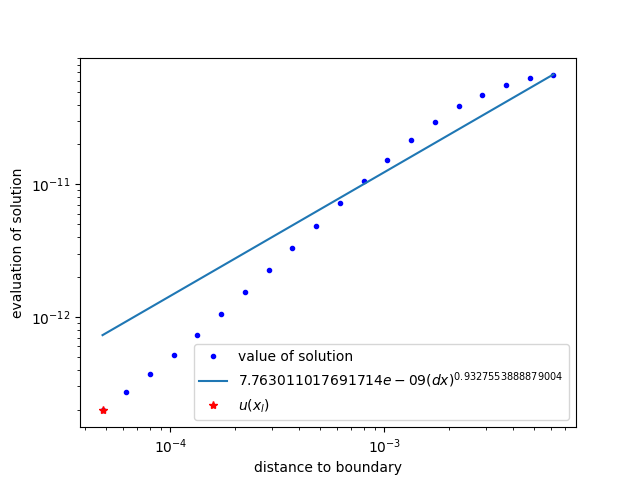 evaluation of solution
10⁻¹¹
10⁻¹²
10⁻⁴
10⁻³
distance to boundary
value of solution
7.763011017691714e − 09(dx)^0.9327553888879004
u(x_l)